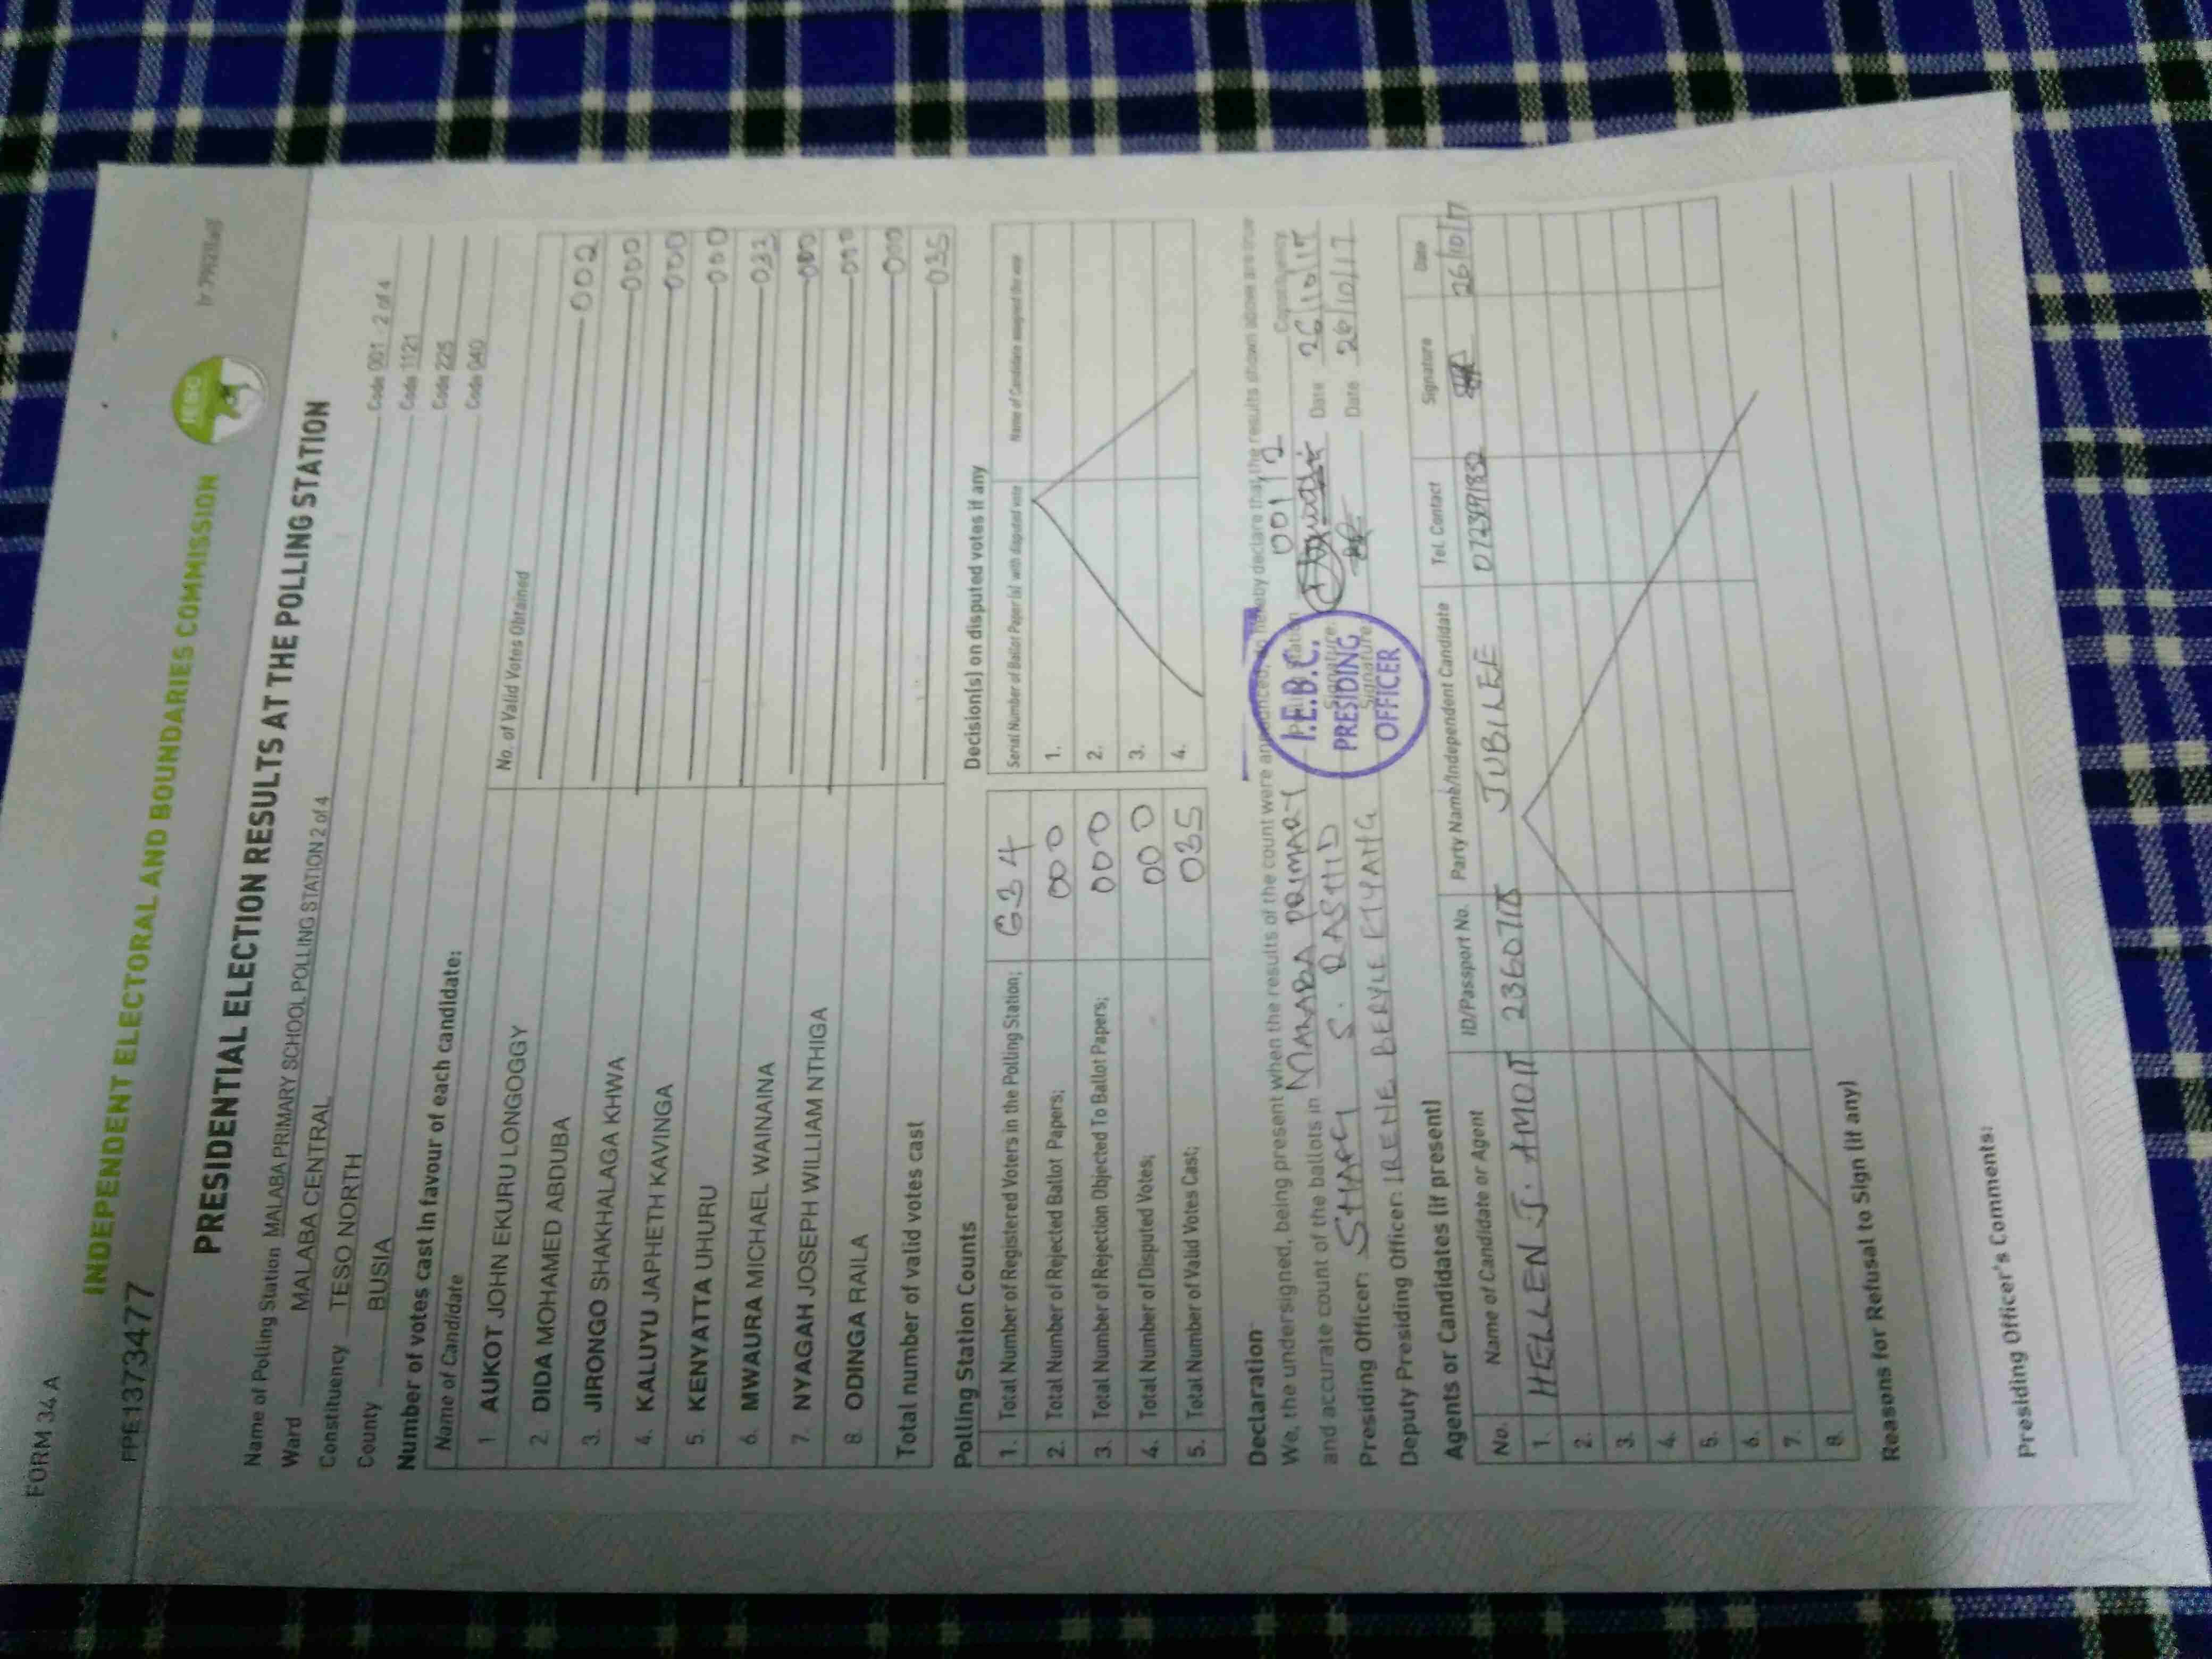 FORM 34 A
INDEPENDENT ELECTORAL AND BOUNDARIES COMMISSION
PPE1373477
IEBC
PRESIDENTIAL ELECTION RESULTS AT THE POLLING STATION
Name of Polling Station MALABA PRIMARY SCHOOL POLLING STATION 2 of 4 Code 001 - 2 of 4
Ward MALABA CENTRAL Code 1121
Constituency TESO NORTH Code 225
County BUSIA Code 040
Number of votes cast in favour of each candidate:
Name of Candidate No. of Valid Votes Obtained
1 AUKOT JOHN EKURU LONGOGGY 002
2. DIDA MOHAMED ABDUBA 000
3. JIRONGO SHAKHALAGA KHWA 000
4. KALUYU JAPHETH KAVINGA 000
5. KENYATTA UHURU 033
6. MWAURA MICHAEL WAINAINA 000
7. NYAGAH JOSEPH WILLIAM NTHIGA 000
8. ODINGA RAILA 000
Total number of valid votes cast 035
Polling Station Counts
1. Total Number of Registered Voters in the Polling Station; 634
2. Total Number of Rejected Ballot Papers; 000
3. Total Number of Rejection Objected To Ballot Papers; 000
4. Total Number of Disputed Votes; 000
5. Total Number of Valid Votes Cast; 035
Decision(s) on disputed votes if any
Serial Number of Ballot Paper(s) with disputed vote Name of Candidate assigned the vote
1.
2.
3.
4.
Declaration
We, the undersigned, being present when the results of the count were announced, do hereby declare that the results shown above are true
and accurate count of the ballots in MALABA PRIMARY Polling Station 001 / 2 Constituency
Presiding Officer: SHAFI S. RASHID Signature Date 26/10/17
Deputy Presiding Officer: IRENE BERYLE Signature Date 26/10/17
I.E.B.C. PRESIDING OFFICER
Agents or Candidates (if present)
No. Name of Candidate or Agent ID/Passport No. Party Name/Independent Candidate Tel. Contact Signature Date
1. HELLEN J. AMOIT JUBILEE 26/10/17
2.
3.
4.
5.
6.
7.
8.
Reasons for Refusal to Sign (if any)
Presiding Officer's Comments: